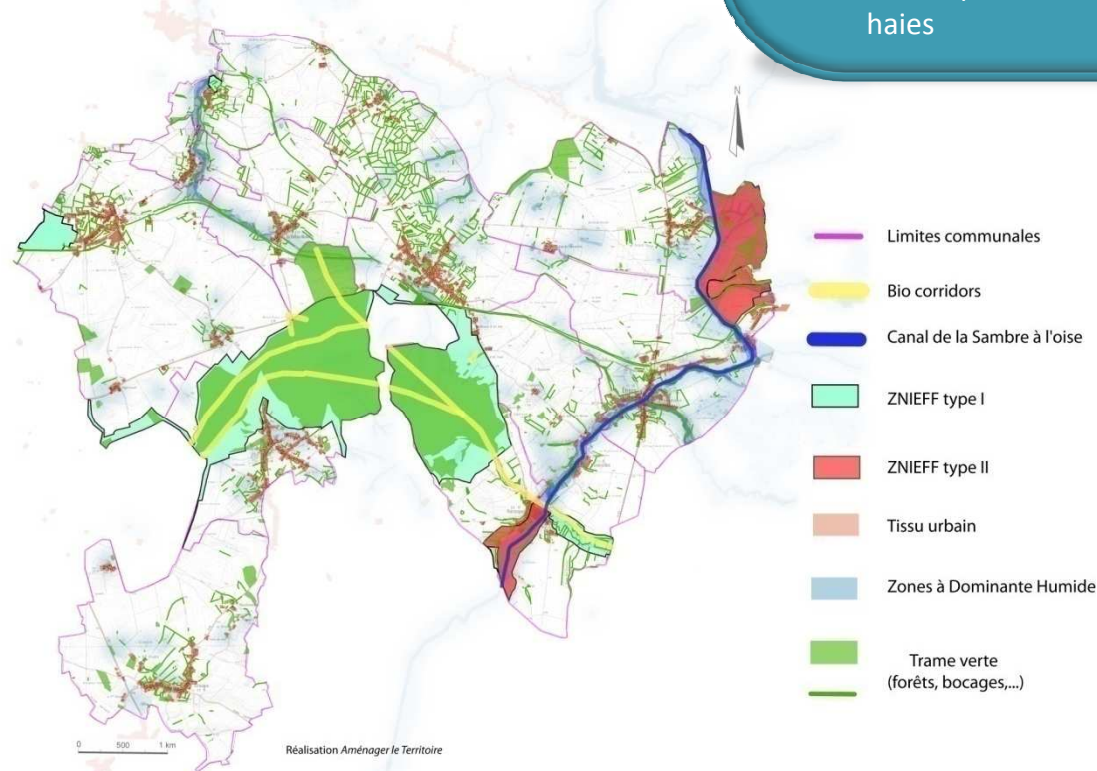 haies
N
Limites communales
Bio corridors
Canal de la Sambre à l'oise
ZNIEFF type I
ZNIEFF type II
Tissu urbain
Zones à Dominante Humide
Trame verte
(forêts, bocages,...)
0 500 1 km
Réalisation Aménager le Territoire